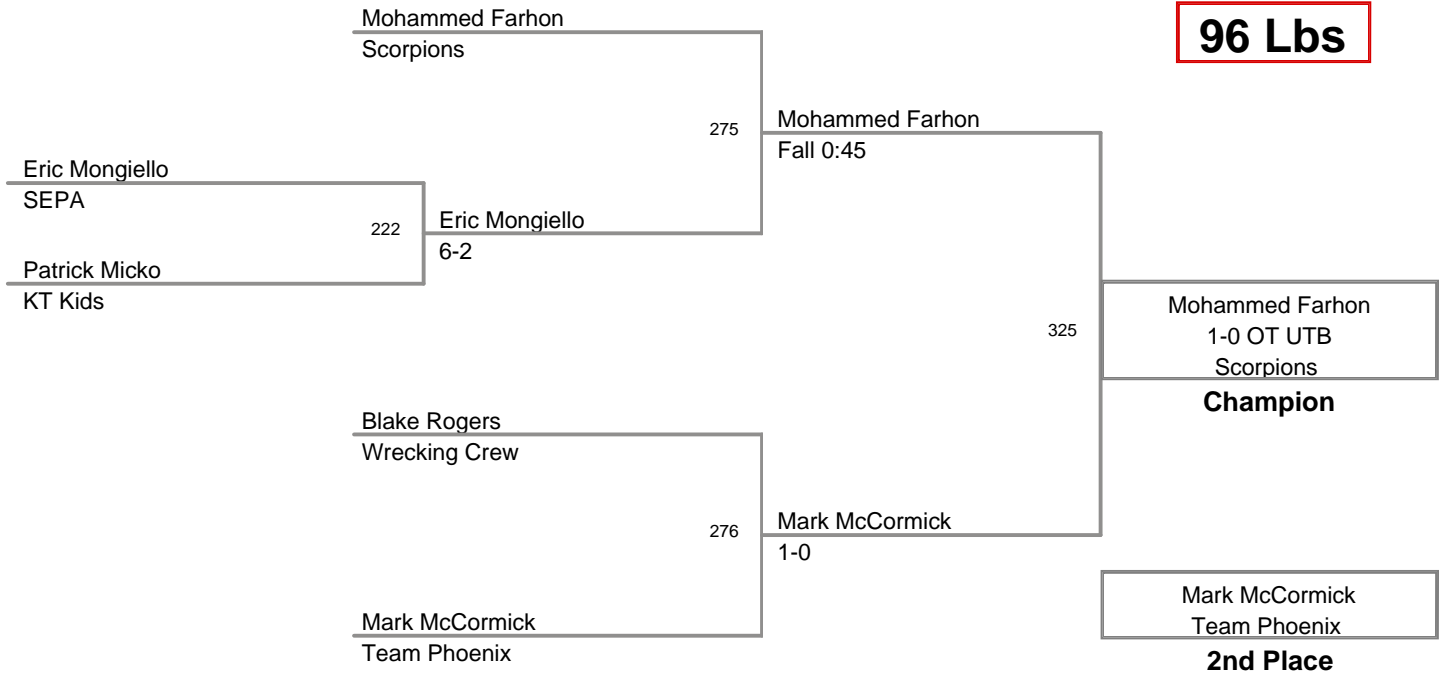 Mohammed Farhon
Scorpions
96 Lbs
275
Mohammed Farhon
Fall 0:45
Eric Mongiello
SEPA
222
Eric Mongiello
6-2
Patrick Micko
KT Kids
325
Mohammed Farhon
1-0 OT UTB
Scorpions
Champion
Blake Rogers
Wrecking Crew
276
Mark McCormick
1-0
Mark McCormick
Team Phoenix
Mark McCormick
Team Phoenix
2nd Place